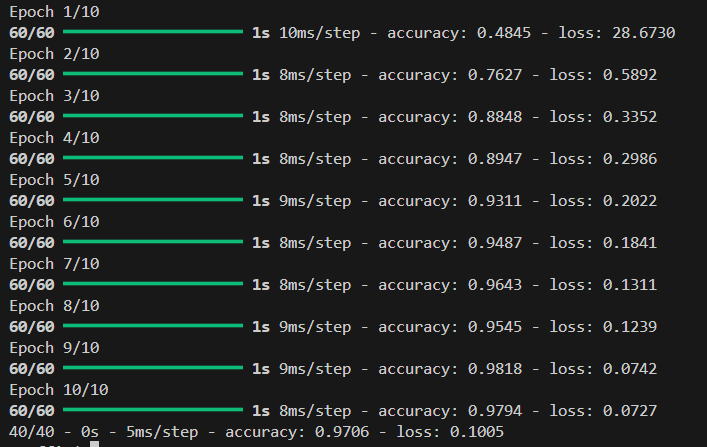 Epoch 1/10
60/60 ━━━━━━━━━━━━━━━━━━━━ 1s 10ms/step - accuracy: 0.4845 - loss: 28.6730
Epoch 2/10
60/60 ━━━━━━━━━━━━━━━━━━━━ 1s 8ms/step - accuracy: 0.7627 - loss: 0.5892
Epoch 3/10
60/60 ━━━━━━━━━━━━━━━━━━━━ 1s 8ms/step - accuracy: 0.8848 - loss: 0.3352
Epoch 4/10
60/60 ━━━━━━━━━━━━━━━━━━━━ 1s 8ms/step - accuracy: 0.8947 - loss: 0.2986
Epoch 5/10
60/60 ━━━━━━━━━━━━━━━━━━━━ 1s 9ms/step - accuracy: 0.9311 - loss: 0.2022
Epoch 6/10
60/60 ━━━━━━━━━━━━━━━━━━━━ 1s 8ms/step - accuracy: 0.9487 - loss: 0.1841
Epoch 7/10
60/60 ━━━━━━━━━━━━━━━━━━━━ 1s 8ms/step - accuracy: 0.9643 - loss: 0.1311
Epoch 8/10
60/60 ━━━━━━━━━━━━━━━━━━━━ 1s 9ms/step - accuracy: 0.9545 - loss: 0.1239
Epoch 9/10
60/60 ━━━━━━━━━━━━━━━━━━━━ 1s 9ms/step - accuracy: 0.9818 - loss: 0.0742
Epoch 10/10
60/60 ━━━━━━━━━━━━━━━━━━━━ 1s 8ms/step - accuracy: 0.9794 - loss: 0.0727
40/40 - 0s - 5ms/step - accuracy: 0.9706 - loss: 0.1005